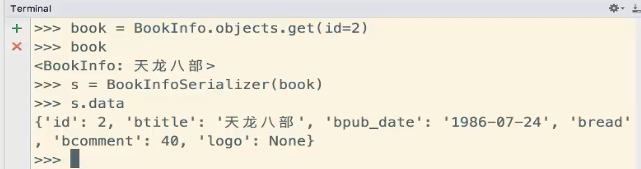 Terminal
>>> book = BookInfo.objects.get(id=2)
>>> book
<BookInfo: 天龙八部>
>>> s = BookInfoSerializer(book)
>>> s.data
{'id': 2, 'btitle': '天龙八部', 'bpub_date': '1986-07-24', 'bread'
, 'bcomment': 40, 'logo': None}
>>>